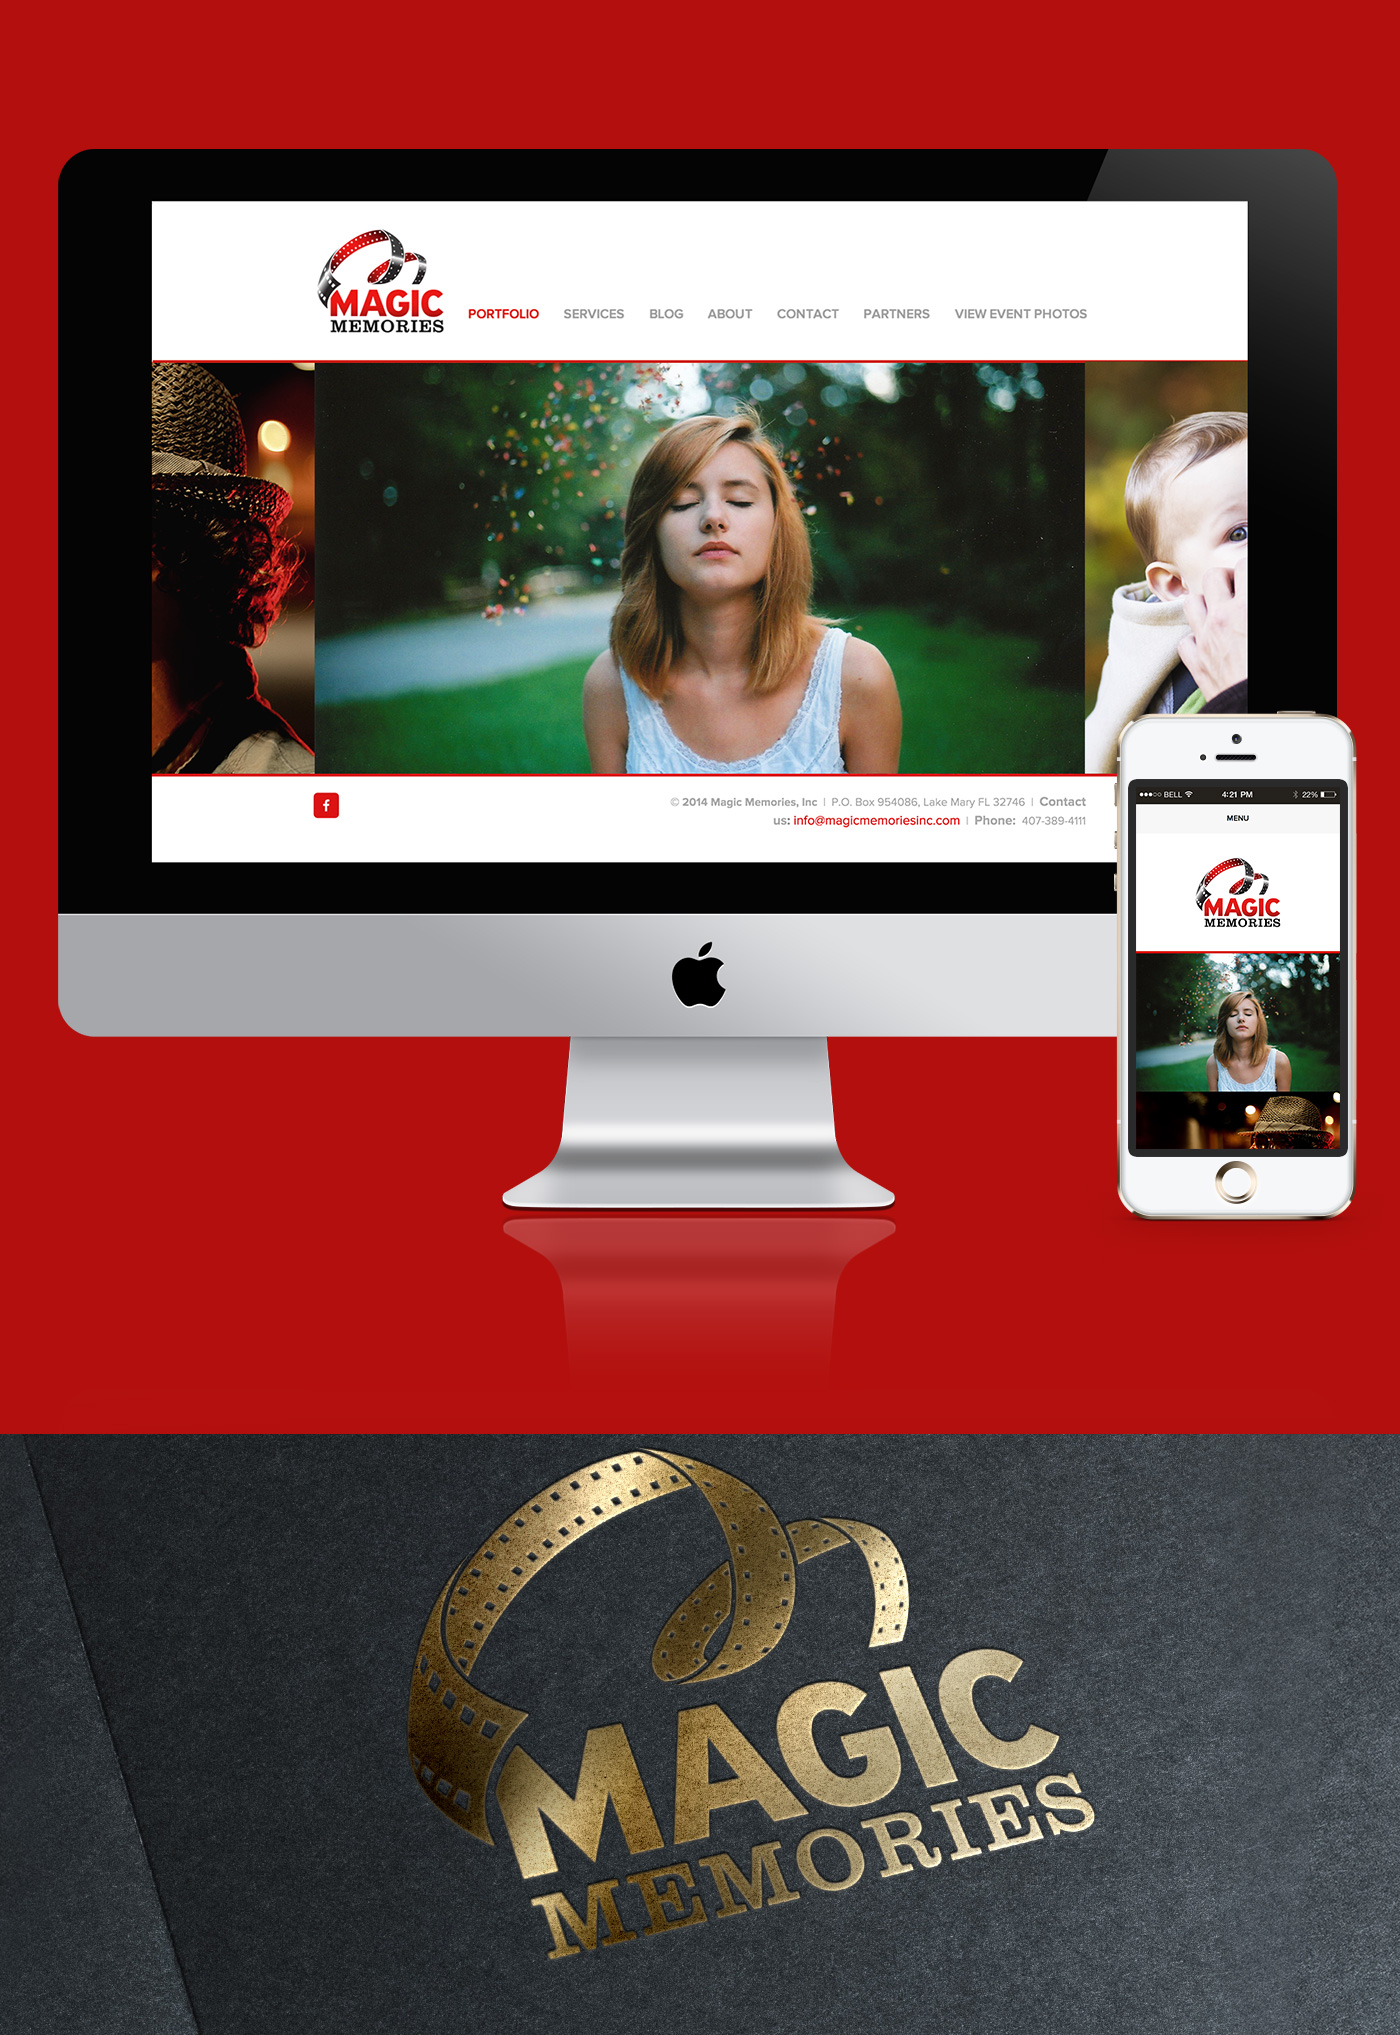 MAGIC
MEMORIES
PORTFOLIO SERVICES BLOG ABOUT CONTACT PARTNERS VIEW EVENT PHOTOS
f
© 2014 Magic Memories, Inc | P.O. Box 954086, Lake Mary FL 32746 | Contact
us: info@magicmemoriesinc.com | Phone: 407-389-4111
BELL 4:21 PM 22%
MENU
MAGIC
MEMORIES
MAGIC
MEMORIES